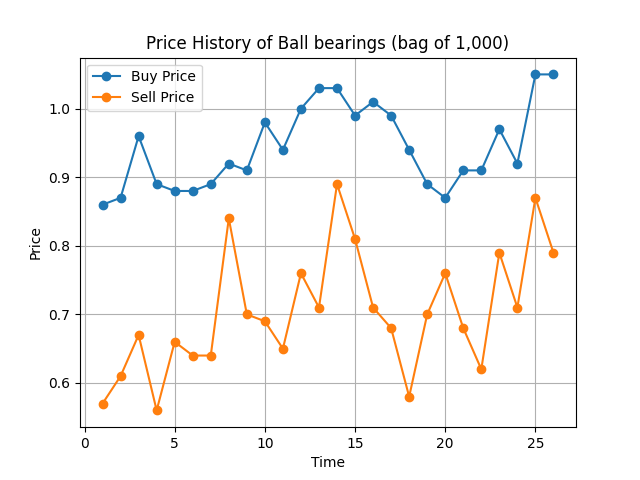 Price History of Ball bearings (bag of 1,000)
Buy Price
Sell Price
Price
1.0
0.9
0.8
0.7
0.6
0 5 10 15 20 25
Time